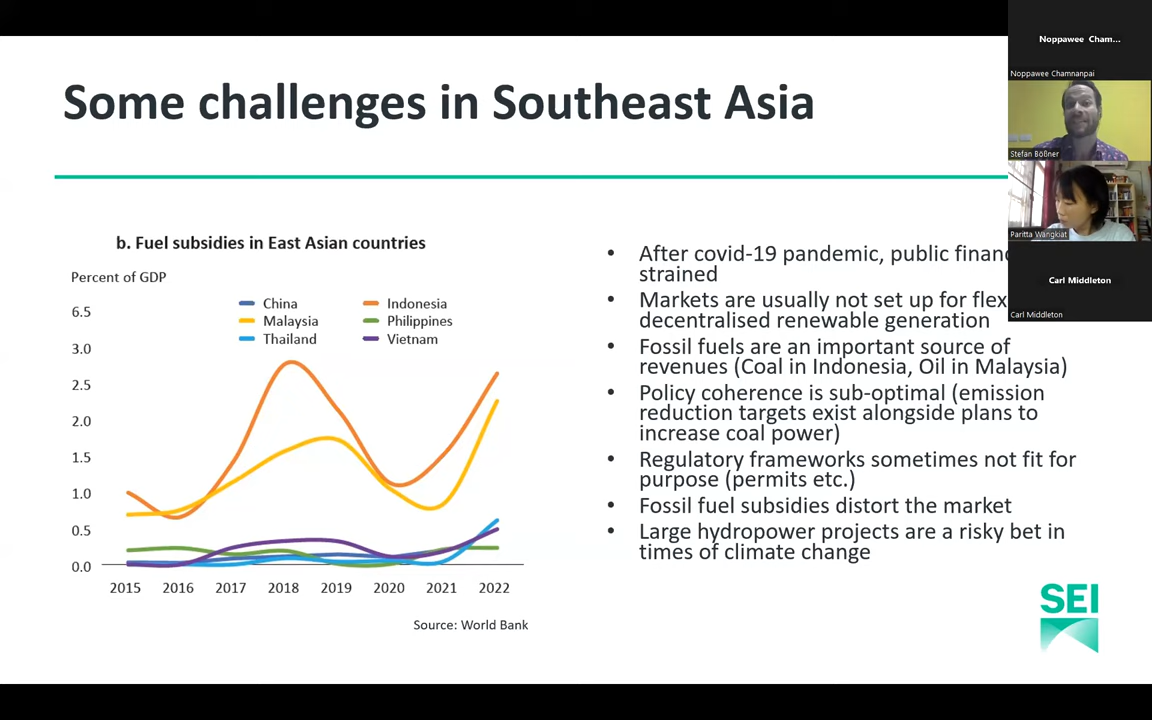 Some challenges in Southeast Asia
b. Fuel subsidies in East Asian countries
Percent of GDP
6.5
3.0
2.5
2.0
1.5
1.0
0.5
0.0
China
Indonesia
Malaysia
Philippines
Thailand
Vietnam
2015 2016 2017 2018 2019 2020 2021 2022
Source: World Bank
• After covid-19 pandemic, public financ
strained
• Markets are usually not set up for flex
decentralised renewable generation
• Fossil fuels are an important source of
revenues (Coal in Indonesia, Oil in Malaysia)
• Policy coherence is sub-optimal (emission
reduction targets exist alongside plans to
increase coal power)
• Regulatory frameworks sometimes not fit for
purpose (permits etc.)
• Fossil fuel subsidies distort the market
• Large hydropower projects are a risky bet in
times of climate change
SEI
Noppawee Cham...
Noppawee Chamnanpai
Stefan Bößner
Paritta Wangkiat
Carl Middleton
Carl Middleton